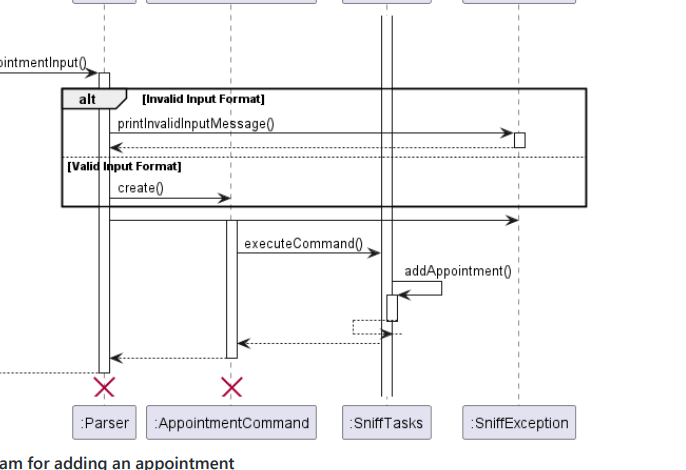 ointmentInput()
alt [Invalid Input Format]
printInvalidInputMessage()
[Valid Input Format]
create()
executeCommand()
addAppointment()
:Parser :AppointmentCommand :SniffTasks :SniffException
am for adding an appointment